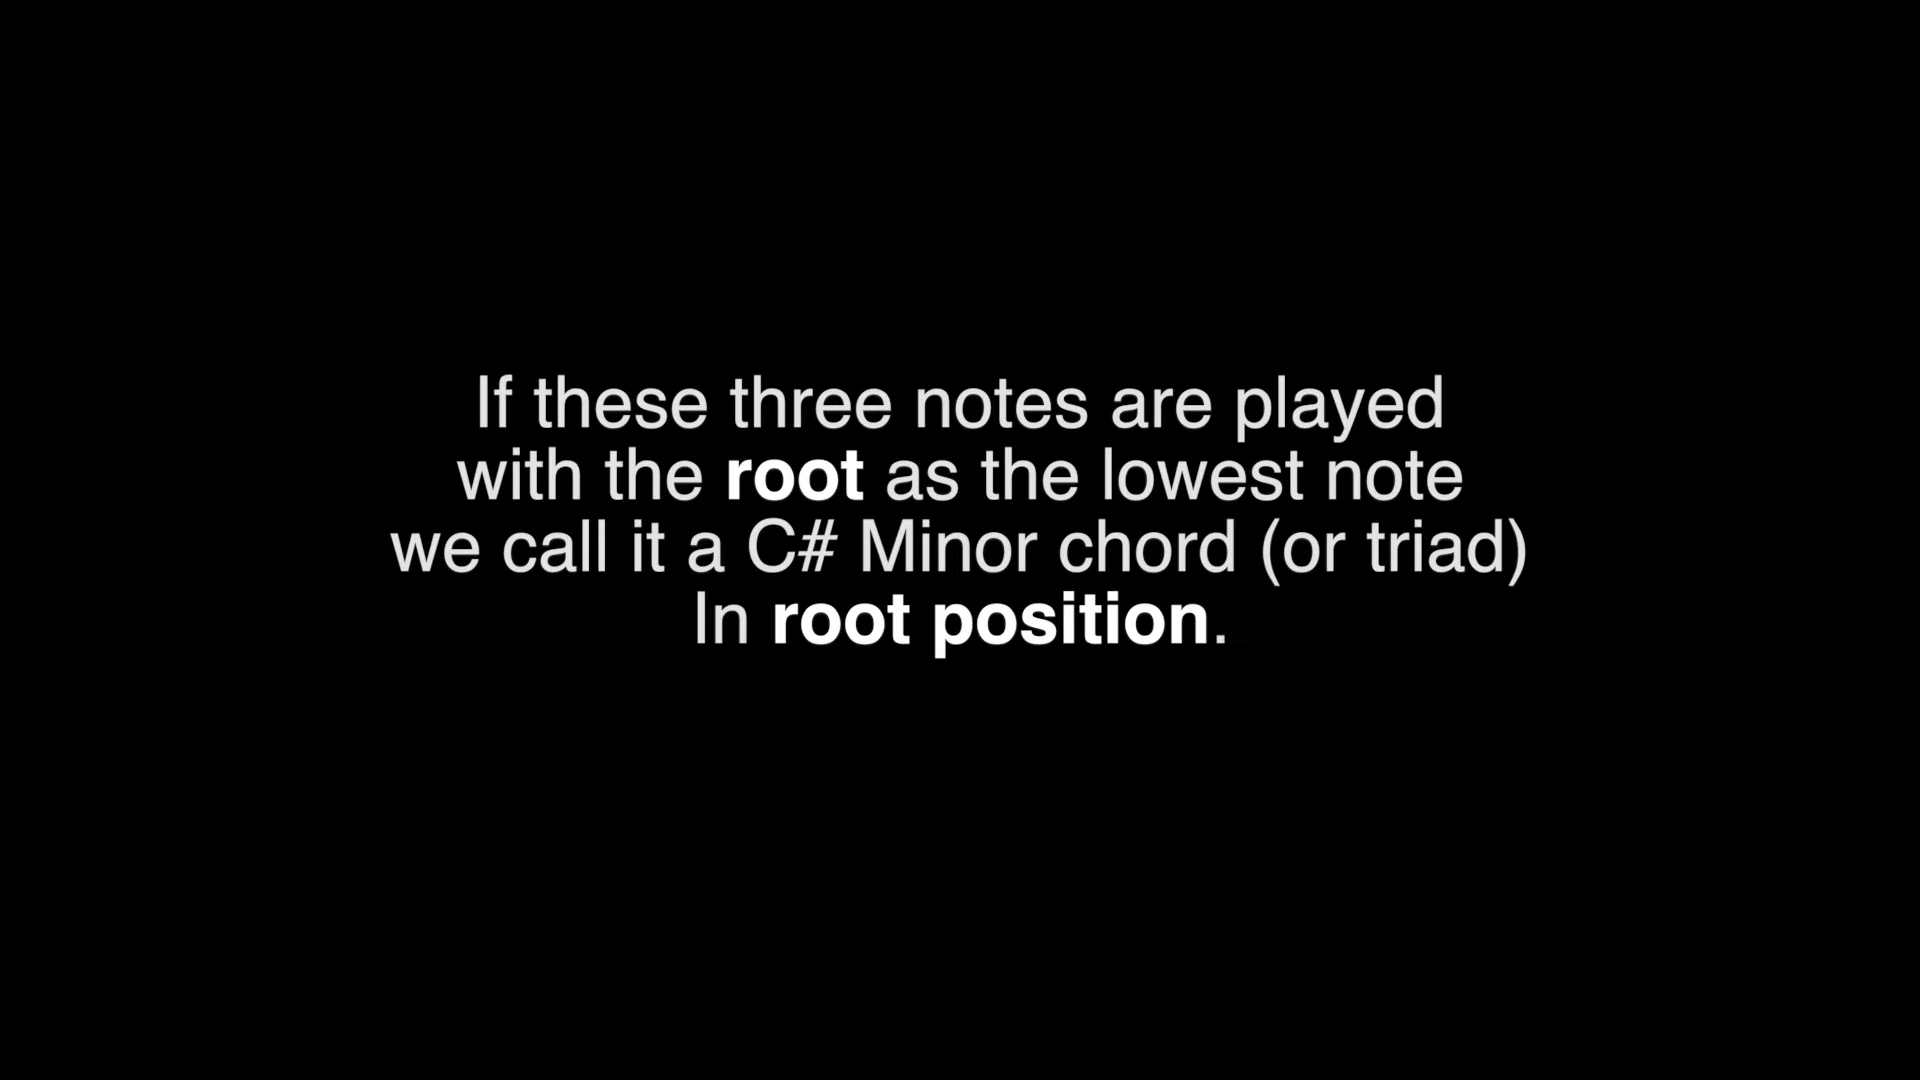 If these three notes are played
with the root as the lowest note
we call it a C# Minor chord (or triad)
In root position.